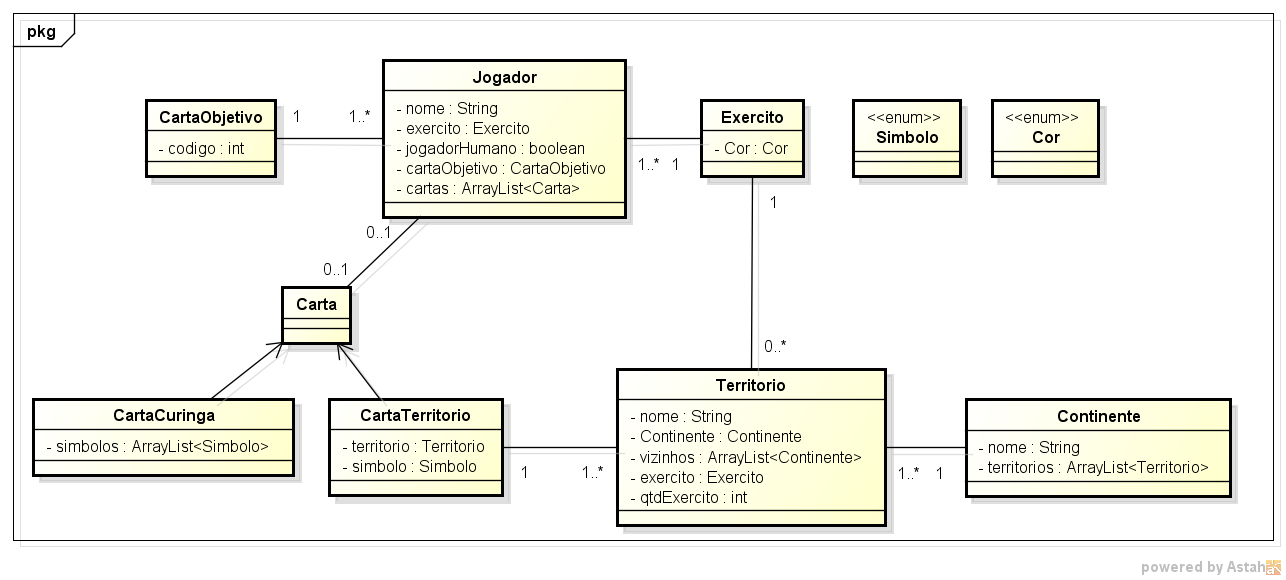 pkg
CartaObjetivo
- codigo : int
1
1..*
Jogador
- nome : String
- exercito : Exercito
- jogadorHumano : boolean
- cartaObjetivo : CartaObjetivo
- cartas : ArrayList<Carta>
1..*
1
Exercito
- Cor : Cor
<<enum>>
Simbolo
<<enum>>
Cor
1
0..1
0..1
Carta
0..*
CartaCuringa
- simbolos : ArrayList<Simbolo>
CartaTerritorio
- territorio : Territorio
- simbolo : Simbolo
1
1..*
Territorio
- nome : String
- Continente : Continente
- vizinhos : ArrayList<Continente>
- exercito : Exercito
- qtdExercito : int
1..*
1
Continente
- nome : String
- territorios : ArrayList<Territorio>
powered by Astah